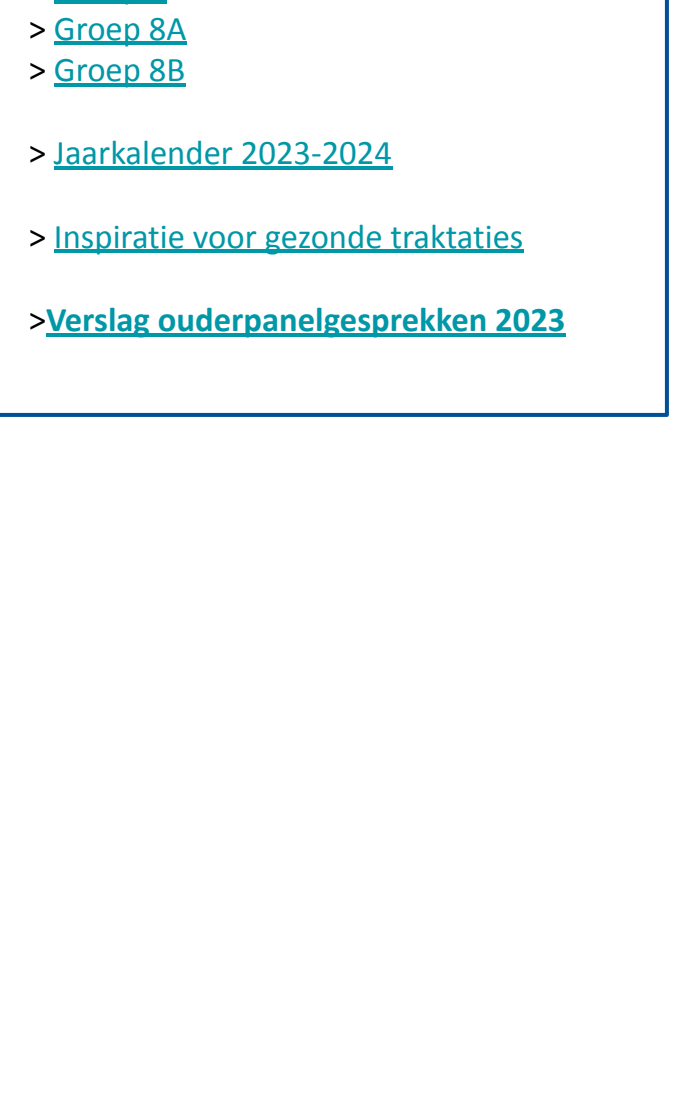 > Groep 8A
> Groep 8B
> Jaarkalender 2023-2024
> Inspiratie voor gezonde traktaties
>Verslag ouderpanelgesprekken 2023